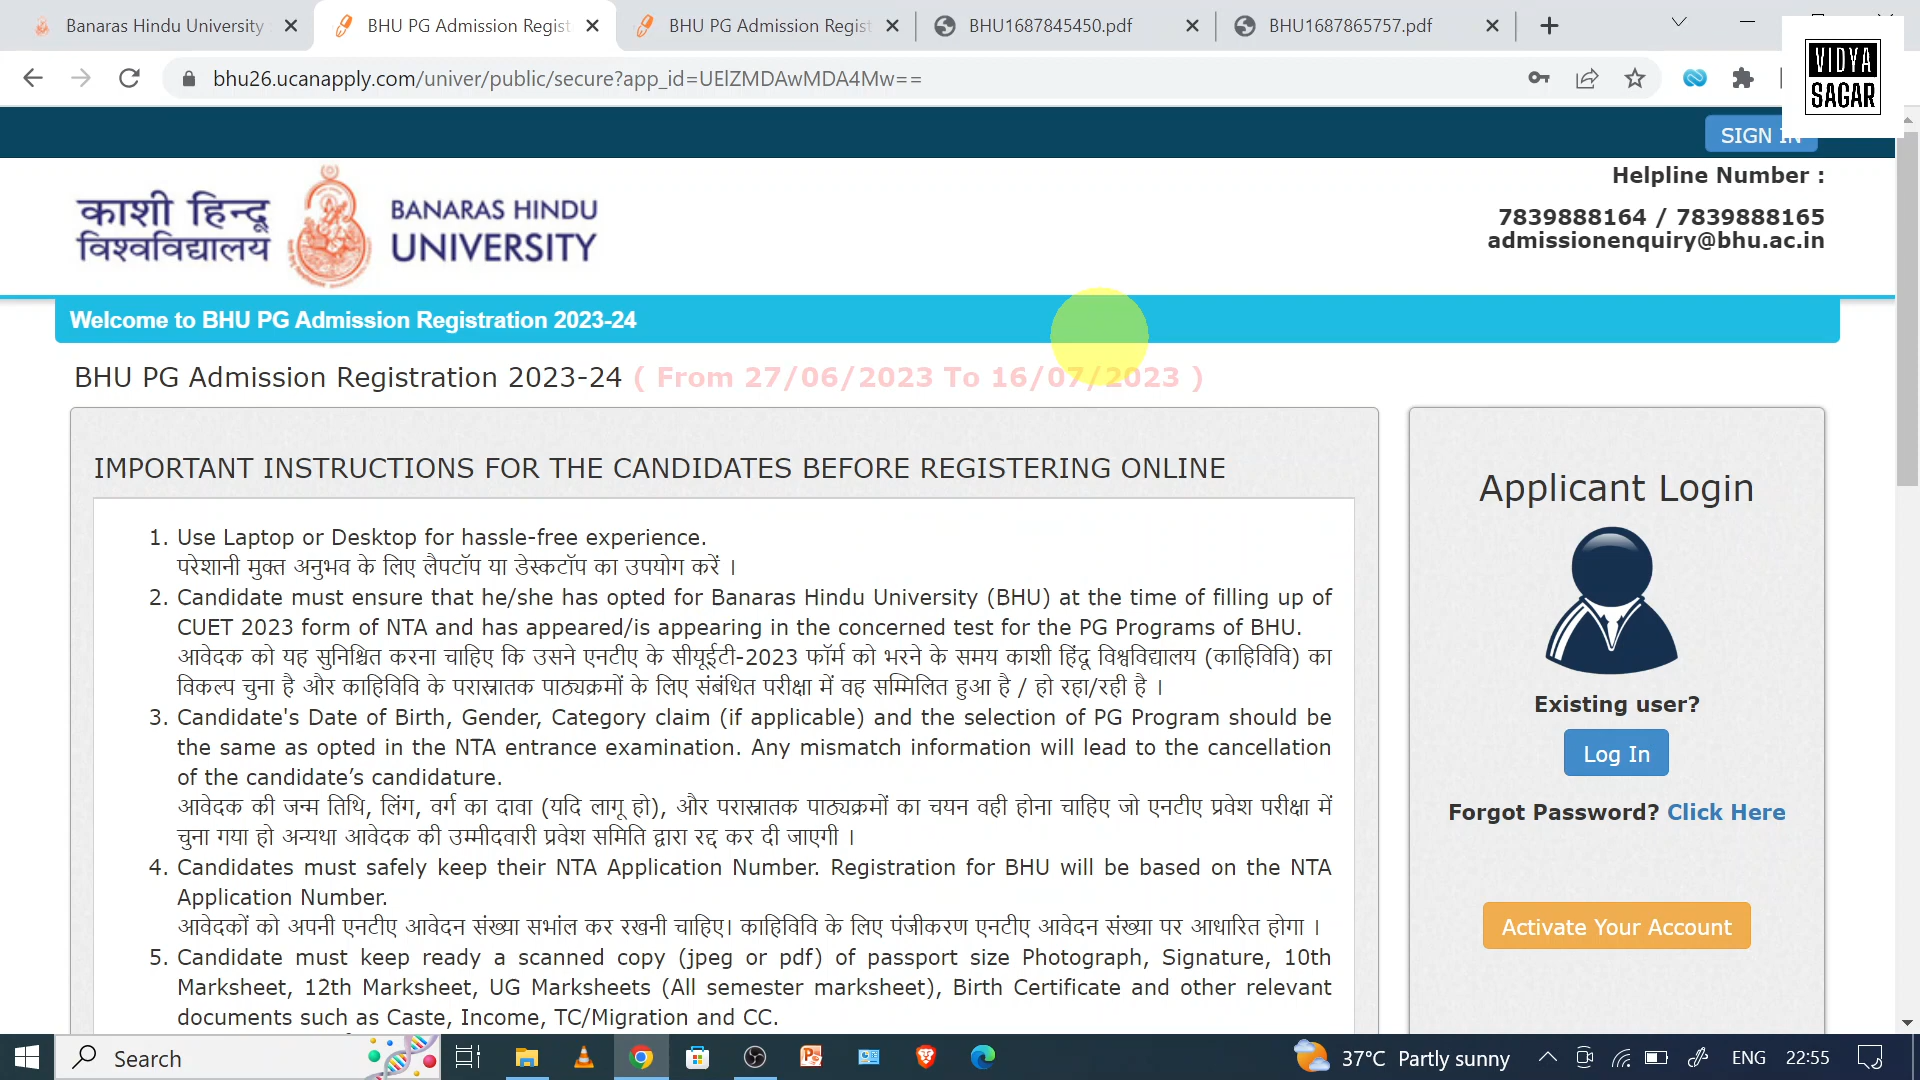 Banaras Hindu University
BHU PG Admission Regist
BHU PG Admission Regist
BHU1687845450.pdf
BHU1687865757.pdf
bhu26.ucanapply.com/univer/public/secure?app_id=UElZMDAwMDA4Mw==
VIDYA
SAGAR
SIGN IN
काशी हिन्दू
विश्वविद्यालय
BANARAS HINDU
UNIVERSITY
Helpline Number :
7839888164 / 7839888165
admissionenquiry@bhu.ac.in
Welcome to BHU PG Admission Registration 2023-24
BHU PG Admission Registration 2023-24 ( From 27/06/2023 To 16/07/2023 )
IMPORTANT INSTRUCTIONS FOR THE CANDIDATES BEFORE REGISTERING ONLINE
1. Use Laptop or Desktop for hassle-free experience.
परेशानी मुक्त अनुभव के लिए लैपटॉप या डेस्कटॉप का उपयोग करें ।
2. Candidate must ensure that he/she has opted for Banaras Hindu University (BHU) at the time of filling up of
CUET 2023 form of NTA and has appeared/is appearing in the concerned test for the PG Programs of BHU.
आवेदक को यह सुनिश्चित करना चाहिए कि उसने एनटीए के सीयूईटी-2023 फॉर्म को भरने के समय काशी हिंदू विश्वविद्यालय (काहिविवि) का
विकल्प चुना है और काहिविवि के परास्नातक पाठ्यक्रमों के लिए संबंधित परीक्षा में वह सम्मिलित हुआ है / हो रहा/रही है ।
3. Candidate's Date of Birth, Gender, Category claim (if applicable) and the selection of PG Program should be
the same as opted in the NTA entrance examination. Any mismatch information will lead to the cancellation
of the candidate’s candidature.
आवेदक की जन्म तिथि, लिंग, वर्ग का दावा (यदि लागू हो), और परास्नातक पाठ्यक्रमों का चयन वही होना चाहिए जो एनटीए प्रवेश परीक्षा में
चुना गया हो अन्यथा आवेदक की उम्मीदवारी प्रवेश समिति द्वारा रद्द कर दी जाएगी ।
4. Candidates must safely keep their NTA Application Number. Registration for BHU will be based on the NTA
Application Number.
आवेदकों को अपनी एनटीए आवेदन संख्या सभांल कर रखनी चाहिए। काहिविवि के लिए पंजीकरण एनटीए आवेदन संख्या पर आधारित होगा ।
5. Candidate must keep ready a scanned copy (jpeg or pdf) of passport size Photograph, Signature, 10th
Marksheet, 12th Marksheet, UG Marksheets (All semester marksheet), Birth Certificate and other relevant
documents such as Caste, Income, TC/Migration and CC.
Applicant Login
Existing user?
Log In
Forgot Password? Click Here
Activate Your Account
Search
37°C Partly sunny
ENG
22:55